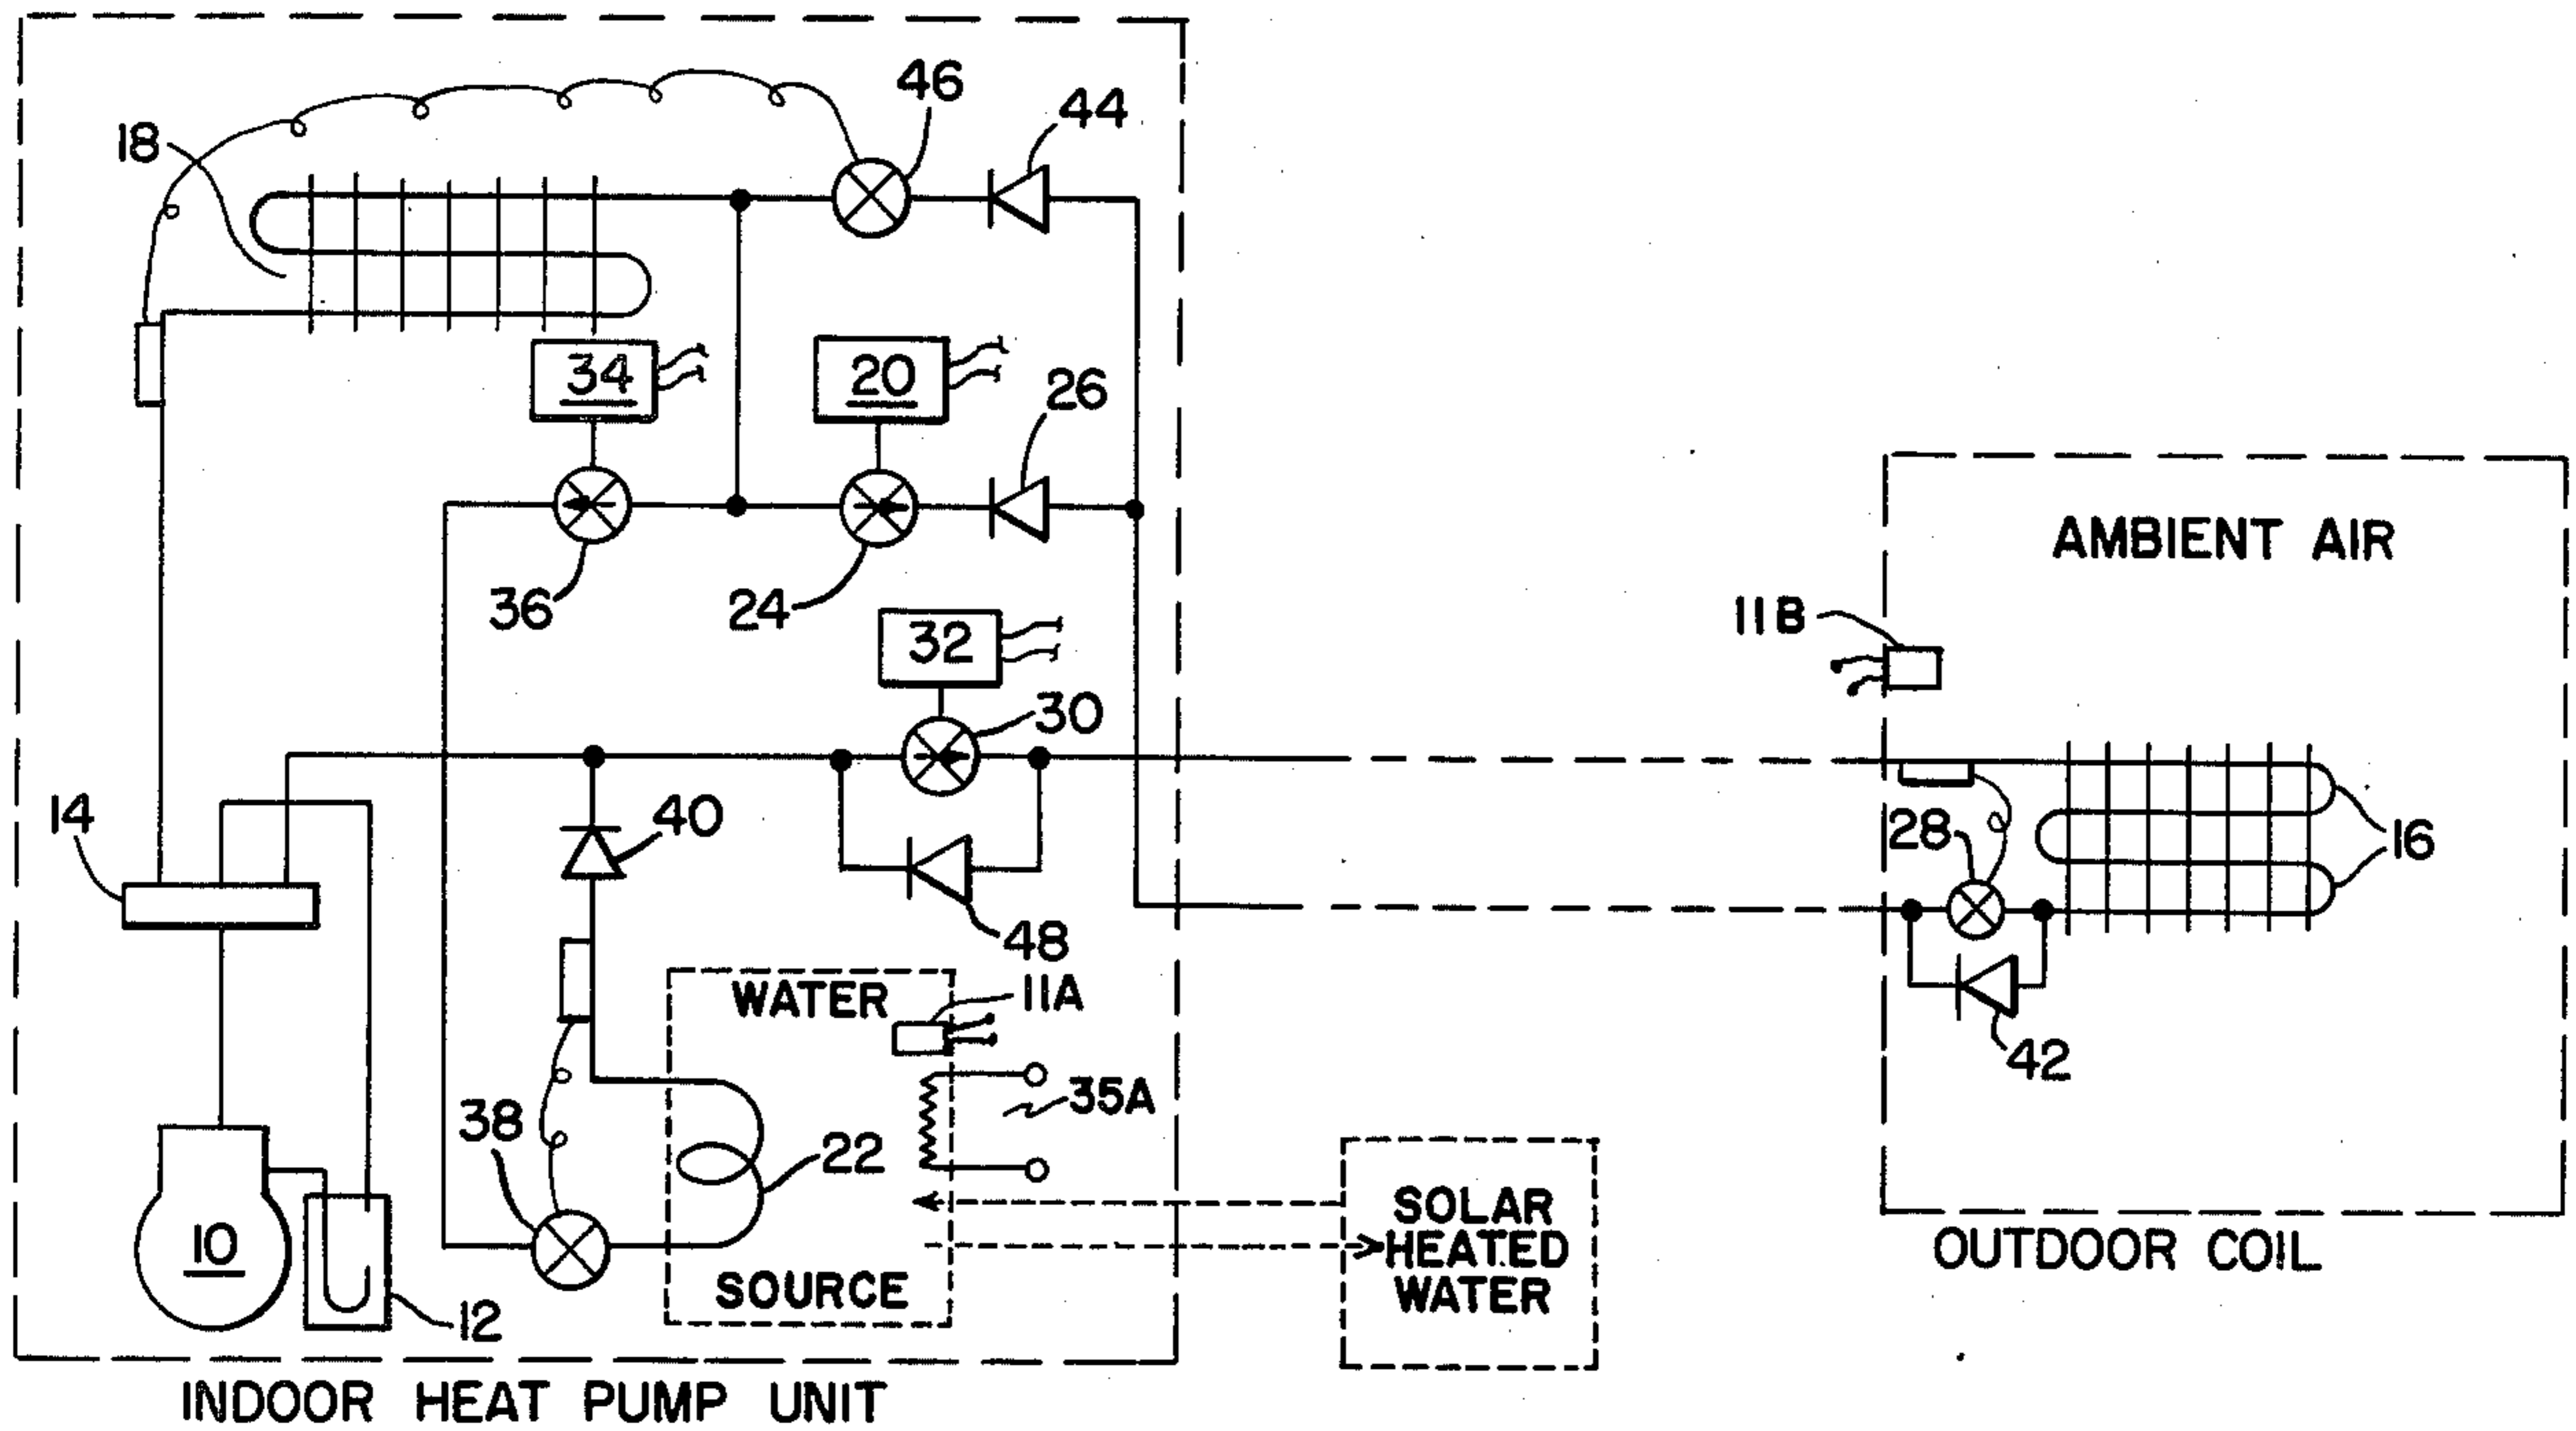 46
44
18
34
20
26
36
24
32
AMBIENT AIR
11B
30
14
40
28
16
48
WATER
11A
42
35A
38
22
SOLAR
HEATED
WATER
10
SOURCE
12
OUTDOOR COIL
INDOOR HEAT PUMP UNIT